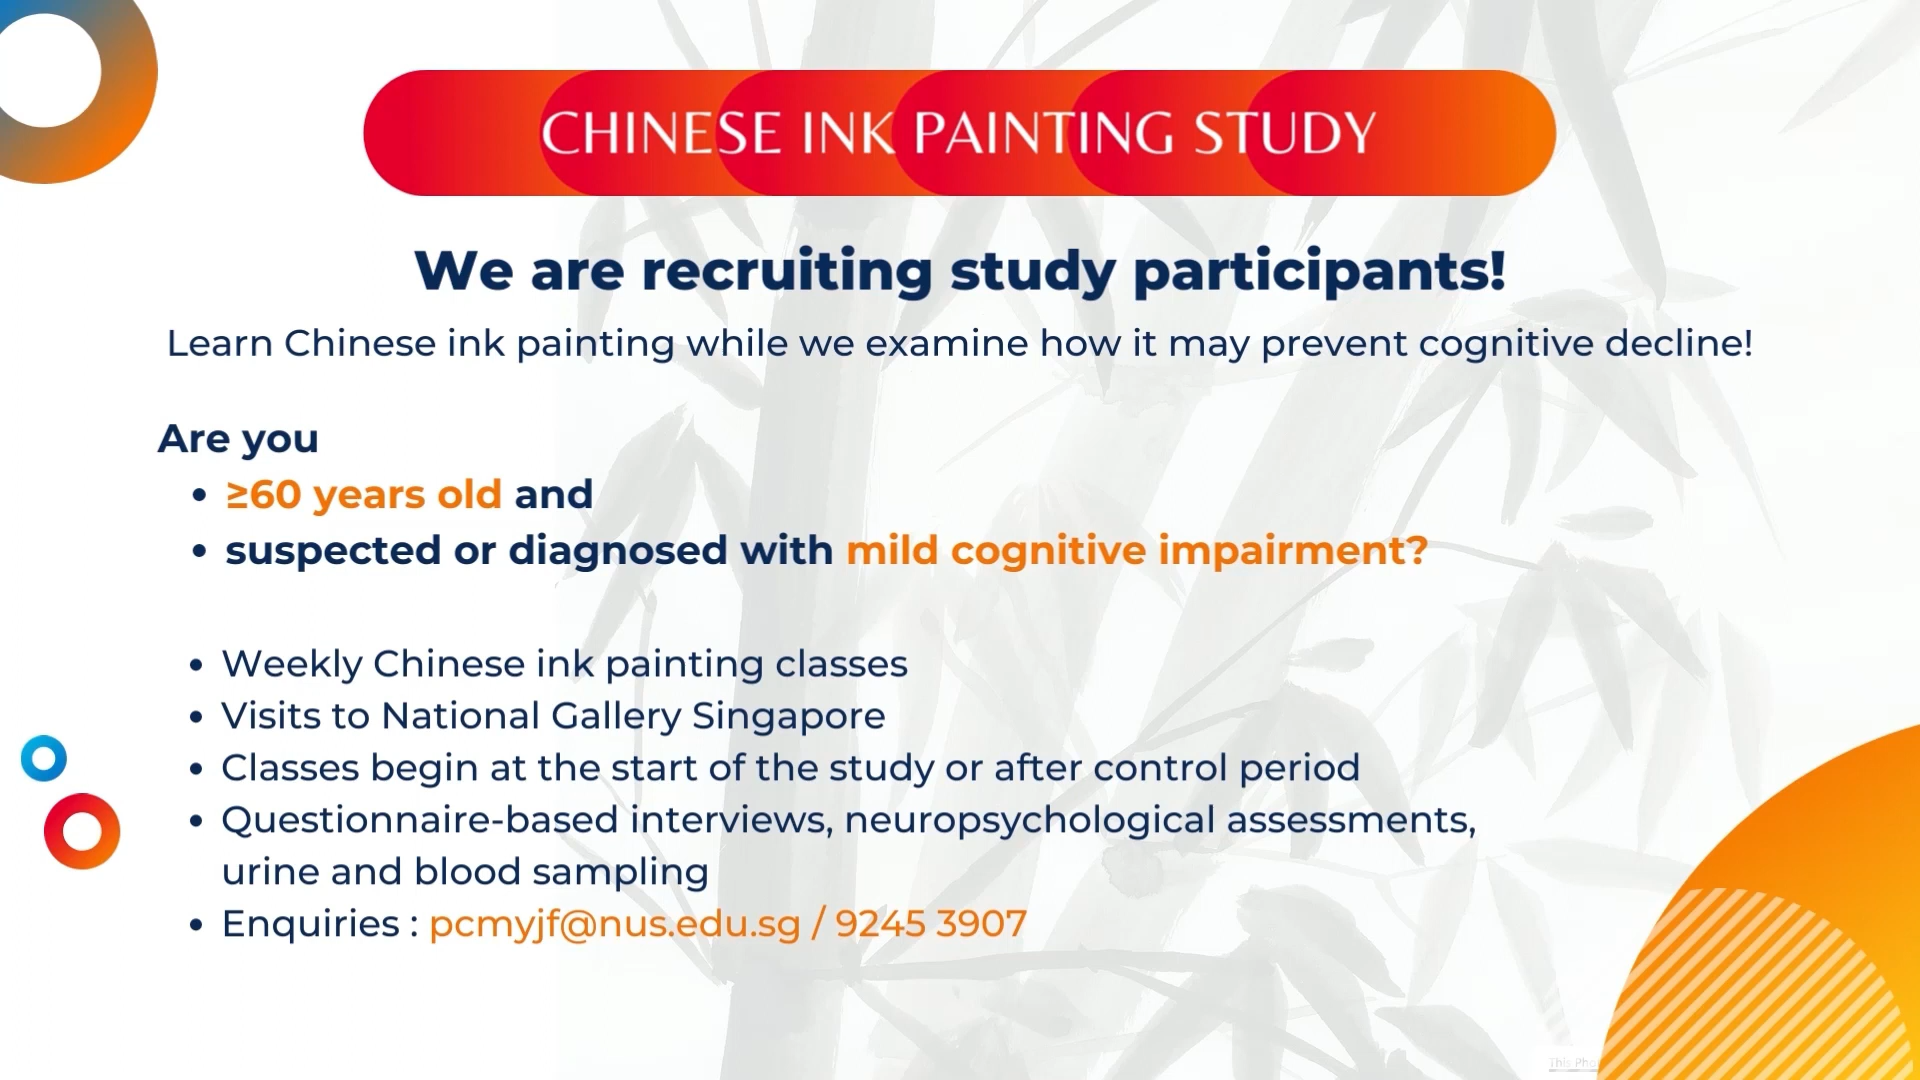 CHINESE INK PAINTING STUDY
We are recruiting study participants!
Learn Chinese ink painting while we examine how it may prevent cognitive decline!
Are you
• ≥60 years old and
• suspected or diagnosed with mild cognitive impairment?
• Weekly Chinese ink painting classes
• Visits to National Gallery Singapore
• Classes begin at the start of the study or after control period
• Questionnaire-based interviews, neuropsychological assessments,
urine and blood sampling
• Enquiries : pcmyjf@nus.edu.sg / 9245 3907
This